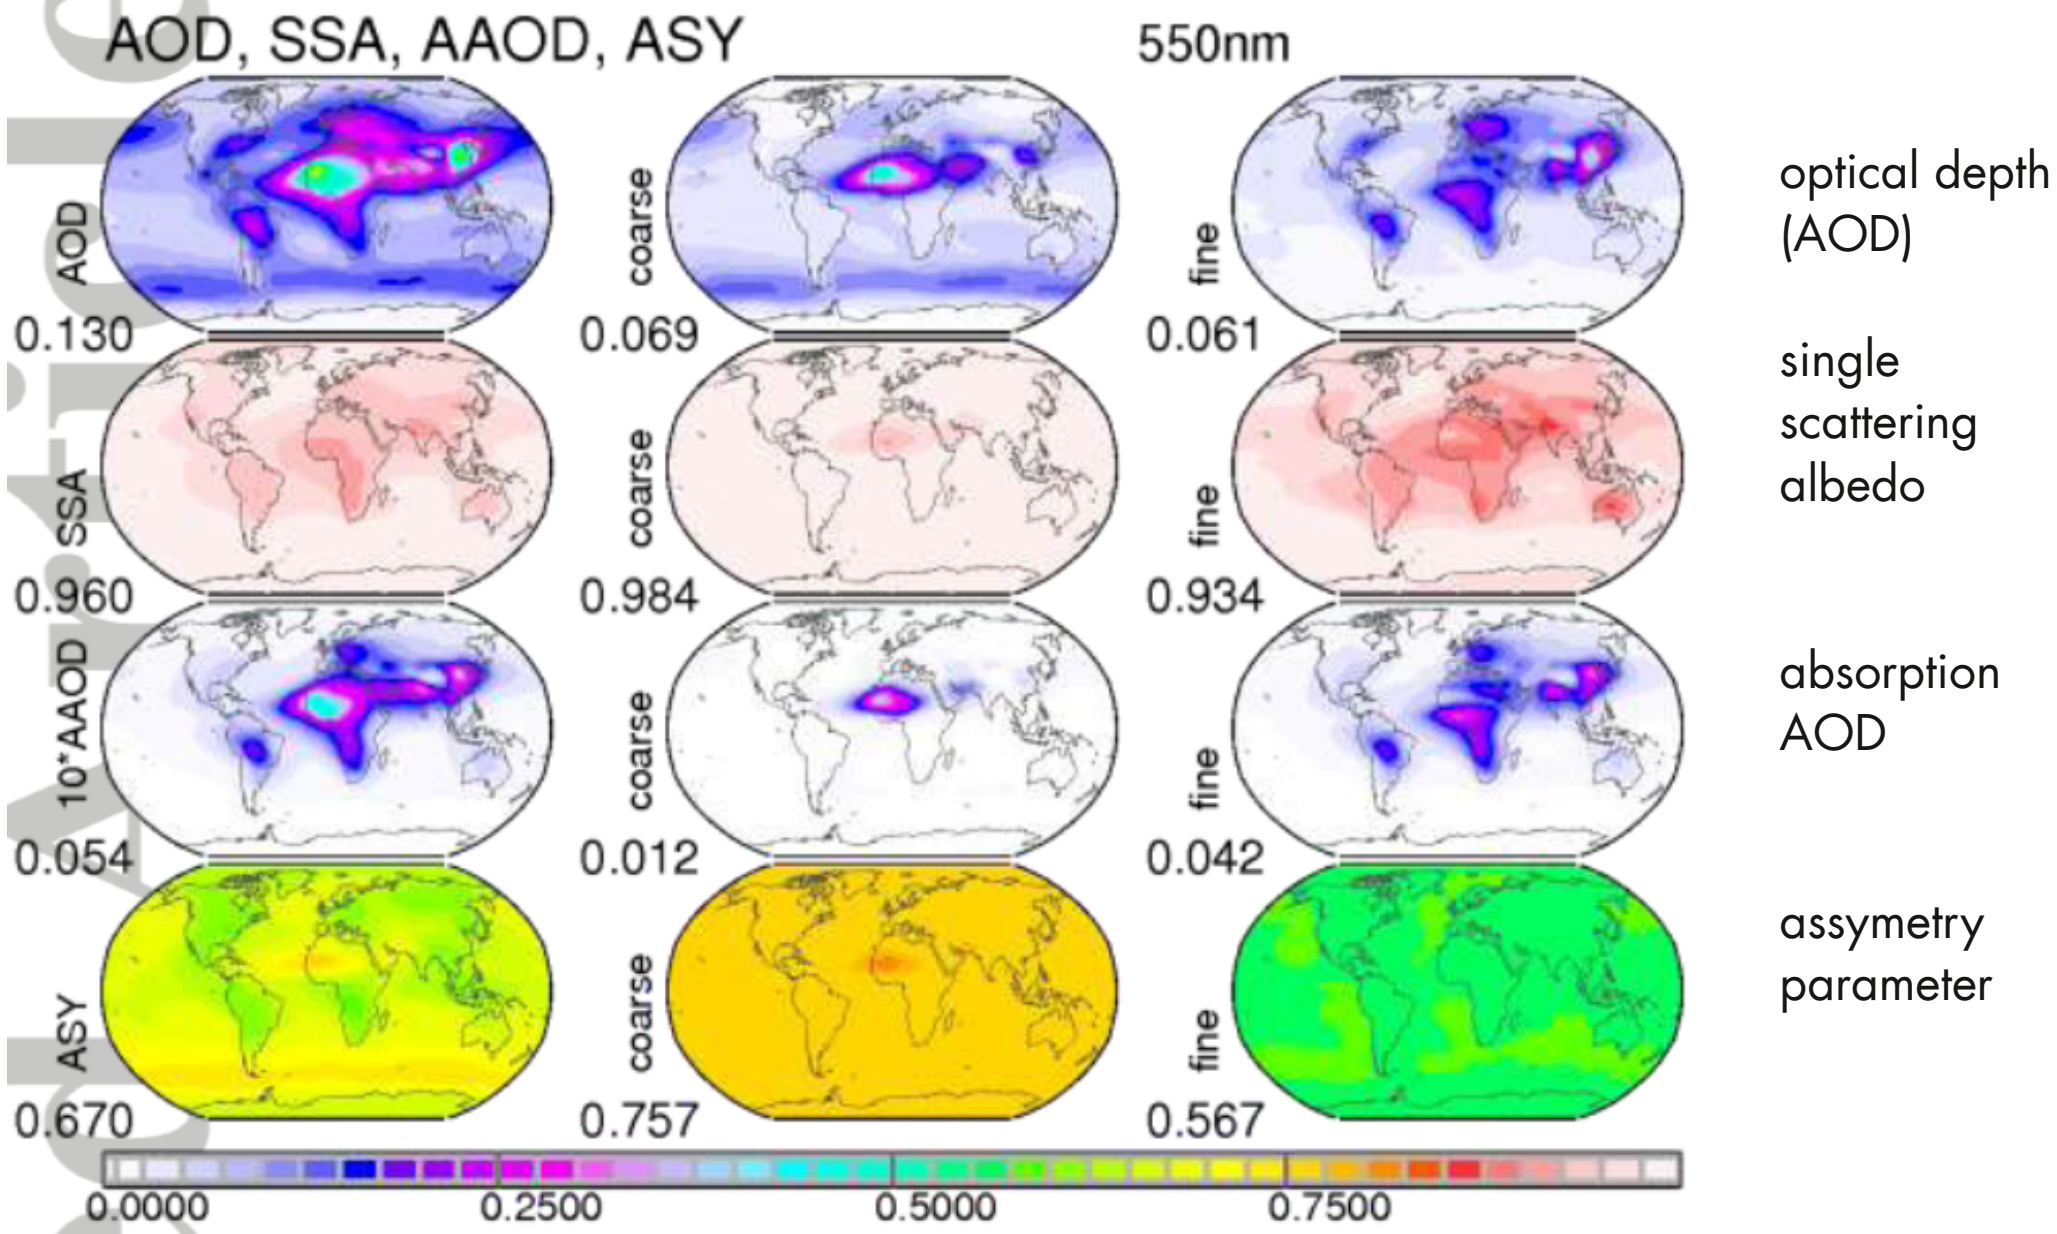 AOD, SSA, AAOD, ASY 550nm
AOD
0.130
coarse
0.069
fine
0.061
optical depth
(AOD)
SSA
0.960
coarse
0.984
fine
0.934
single
scattering
albedo
10*AAOD
0.054
coarse
0.012
fine
0.042
absorption
AOD
ASY
0.670
coarse
0.757
fine
0.567
assymetry
parameter
0.0000 0.2500 0.5000 0.7500